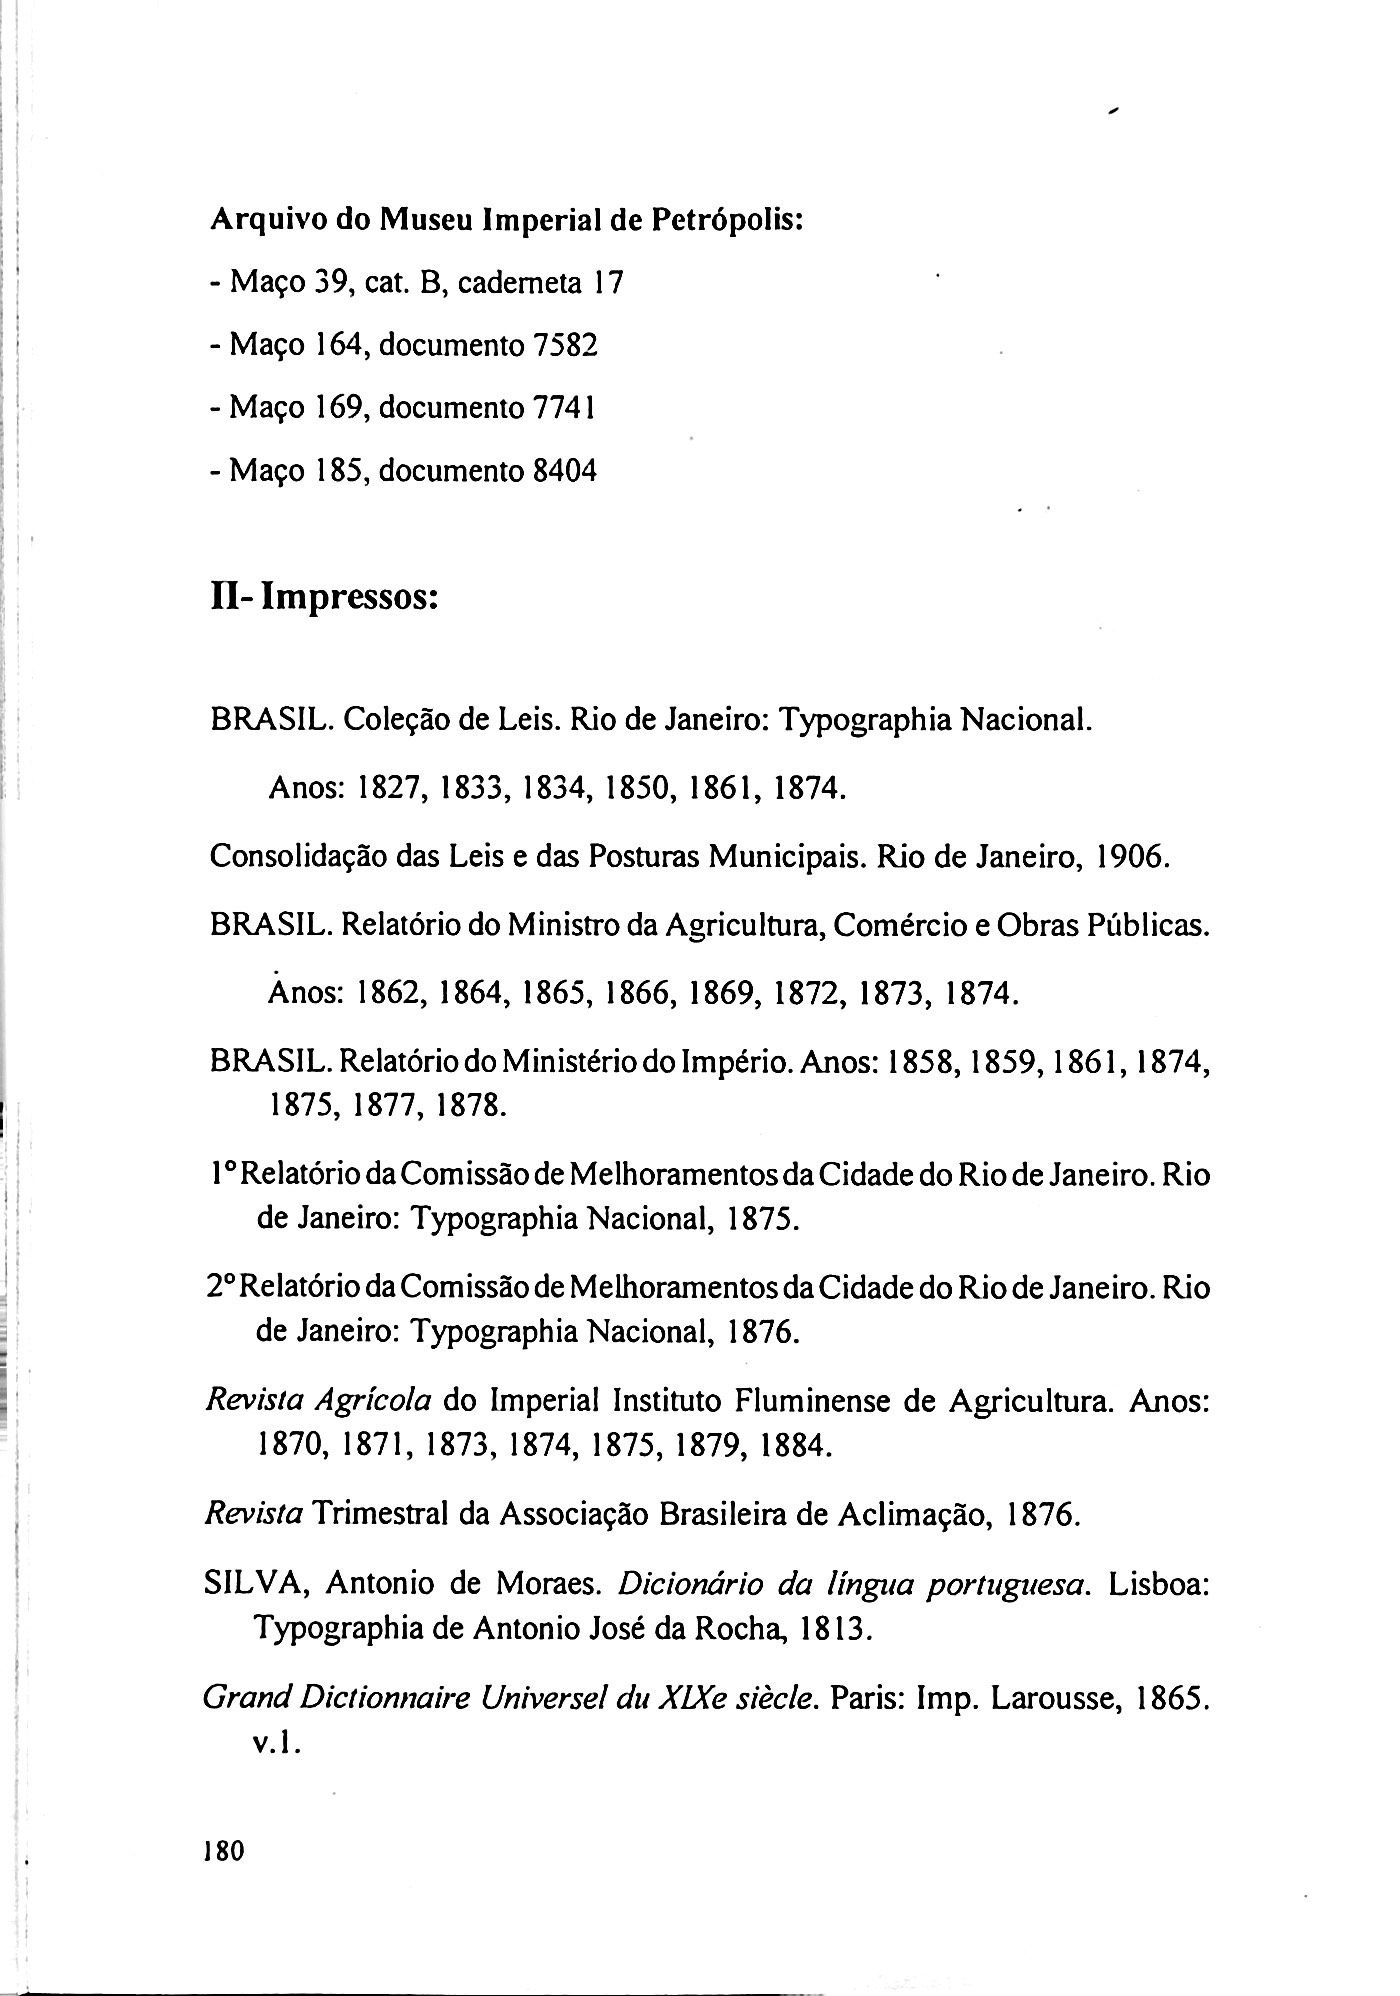 Arquivo do Museu Imperial de Petrópolis:
- Maço 39, cat. B, caderneta 17
- Maço 164, documento 7582
- Maço 169, documento 7741
- Maço 185, documento 8404
II- Impressos:
BRASIL. Coleção de Leis. Rio de Janeiro: Typographia Nacional.
Anos: 1827, 1833, 1834, 1850, 1861, 1874.
Consolidação das Leis e das Posturas Municipais. Rio de Janeiro, 1906.
BRASIL. Relatório do Ministro da Agricultura, Comércio e Obras Públicas.
Anos: 1862, 1864, 1865, 1866, 1869, 1872, 1873, 1874.
BRASIL. Relatório do Ministério do Império. Anos: 1858, 1859, 1861, 1874,
1875, 1877, 1878.
1º Relatório da Comissão de Melhoramentos da Cidade do Rio de Janeiro. Rio
de Janeiro: Typographia Nacional, 1875.
2º Relatório da Comissão de Melhoramentos da Cidade do Rio de Janeiro. Rio
de Janeiro: Typographia Nacional, 1876.
Revista Agrícola do Imperial Instituto Fluminense de Agricultura. Anos:
1870, 1871, 1873, 1874, 1875, 1879, 1884.
Revista Trimestral da Associação Brasileira de Aclimação, 1876.
SILVA, Antonio de Moraes. Dicionário da língua portuguesa. Lisboa:
Typographia de Antonio José da Rocha, 1813.
Grand Dictionnaire Universel du XIXe siècle. Paris: Imp. Larousse, 1865.
v.1.
180